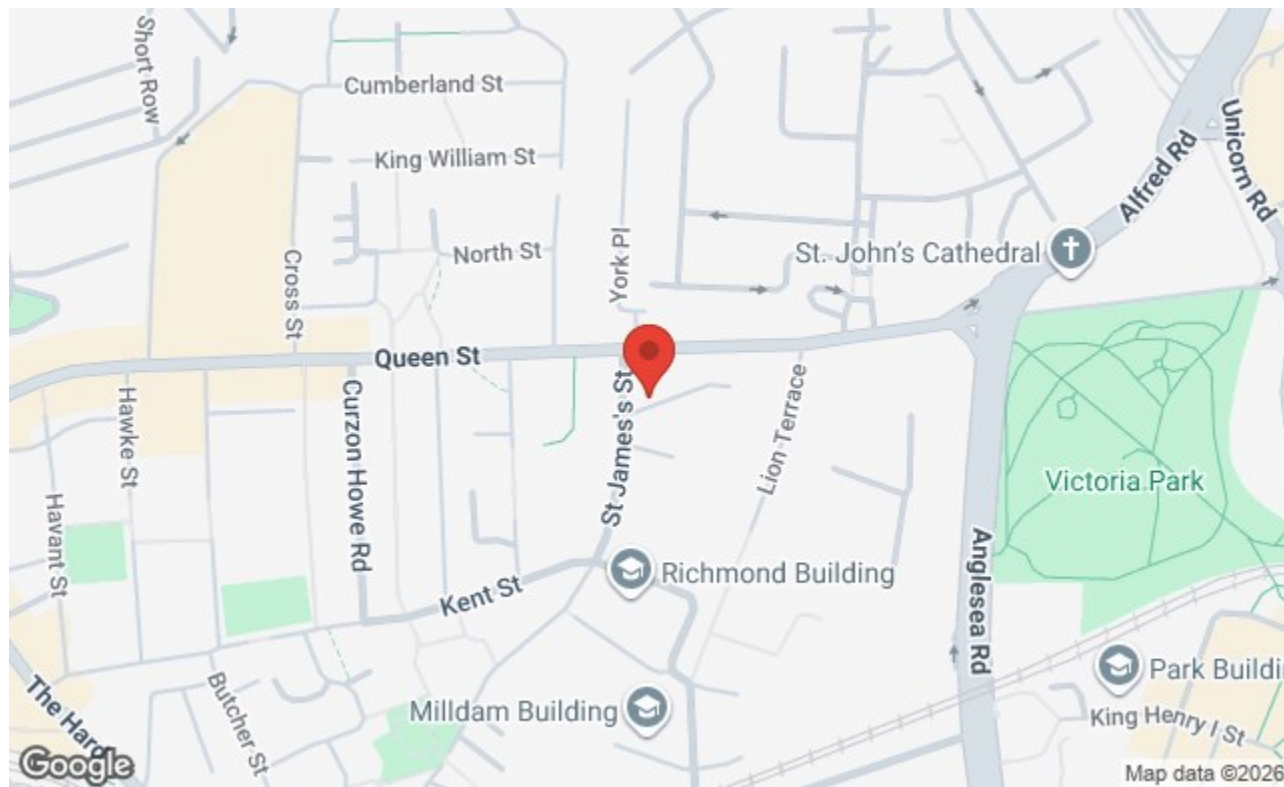 Short Row
Cumberland St
King William St
Unicorn Rd
Alfred Rd
St. John's Cathedral
North St
York Pl
Cross St
Queen St
St James's St
Curzon Howe Rd
Hawke St
Lion Terrace
Victoria Park
Havant St
Richmond Building
Kent St
Anglesea Rd
Park Buildi
Milldam Building
King Henry I St
Butcher St
The Hard
Google
Map data ©2026